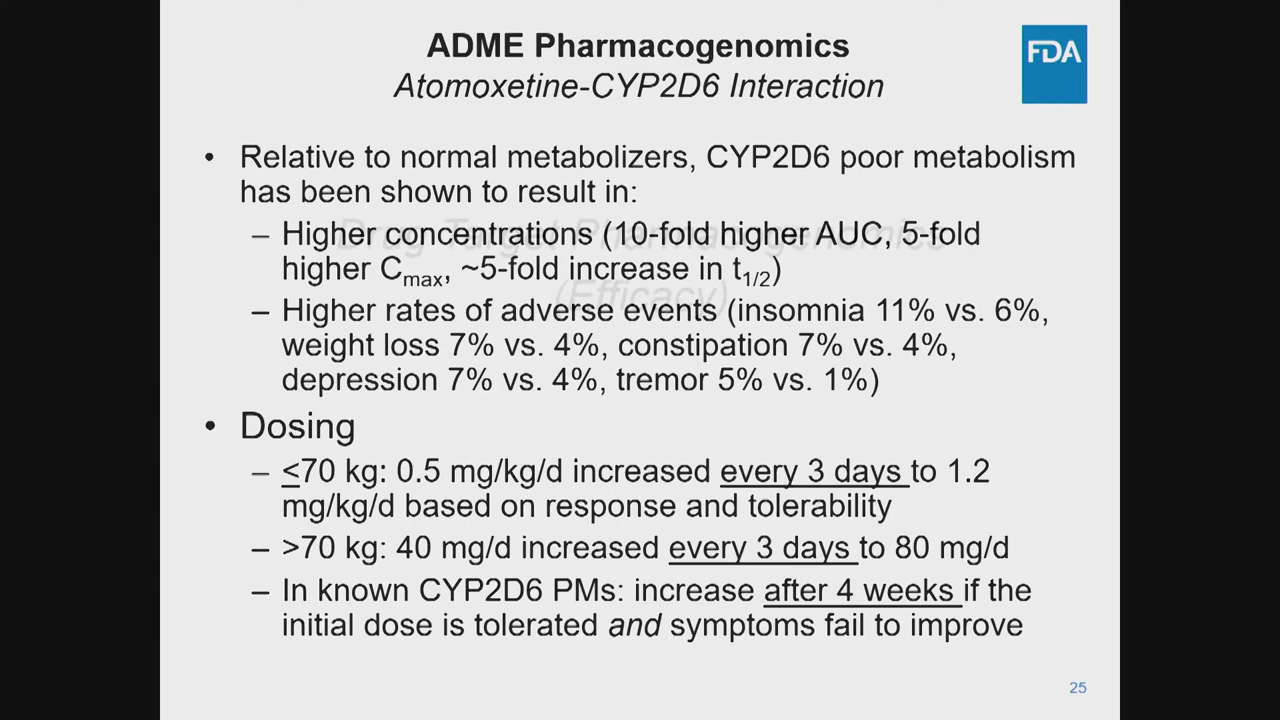 ADME Pharmacogenomics
Atomoxetine-CYP2D6 Interaction
FDA
• Relative to normal metabolizers, CYP2D6 poor metabolism
has been shown to result in:
Drug Target Pharmacogenomics
– Higher concentrations (10-fold higher AUC, 5-fold
higher Cmax, ~5-fold increase in t1/2)
(Efficacy)
– Higher rates of adverse events (insomnia 11% vs. 6%,
weight loss 7% vs. 4%, constipation 7% vs. 4%,
depression 7% vs. 4%, tremor 5% vs. 1%)
• Dosing
– ≤70 kg: 0.5 mg/kg/d increased every 3 days to 1.2
mg/kg/d based on response and tolerability
– >70 kg: 40 mg/d increased every 3 days to 80 mg/d
– In known CYP2D6 PMs: increase after 4 weeks if the
initial dose is tolerated and symptoms fail to improve
25